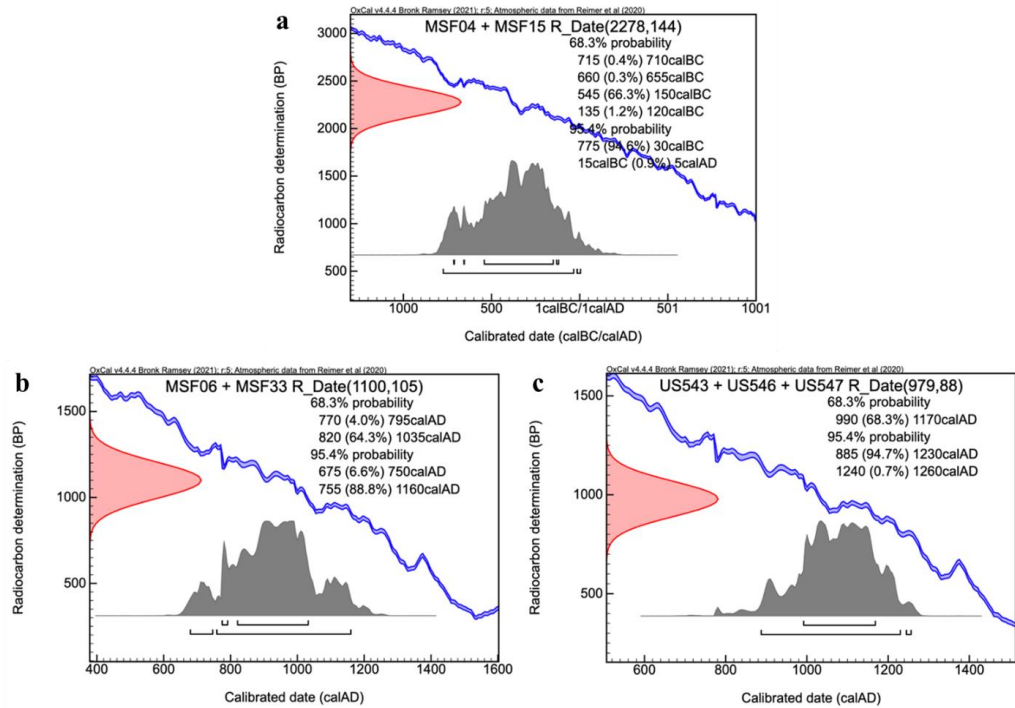 OxCal v4.4.4 Bronk Ramsey (2021); r:5; Atmospheric data from Reimer et al (2020)
a
MSF04 + MSF15 R_Date(2278,144)
68.3% probability
715 (0.4%) 710calBC
660 (0.3%) 655calBC
545 (66.3%) 150calBC
135 (1.2%) 120calBC
95.4% probability
775 (94.6%) 30calBC
15calBC (0.9%) 5calAD
Radiocarbon determination (BP)
3000
2500
2000
1500
1000
500
1000 500 1calBC/1calAD 501 1001
Calibrated date (calBC/calAD)
OxCal v4.4.4 Bronk Ramsey (2021); r:5; Atmospheric data from Reimer et al (2020)
b
MSF06 + MSF33 R_Date(1100,105)
68.3% probability
770 (4.0%) 795calAD
820 (64.3%) 1035calAD
95.4% probability
675 (6.6%) 750calAD
755 (88.8%) 1160calAD
Radiocarbon determination (BP)
1500
1000
500
400 600 800 1000 1200 1400 1600
Calibrated date (calAD)
OxCal v4.4.4 Bronk Ramsey (2021); r:5; Atmospheric data from Reimer et al (2020)
c
US543 + US546 + US547 R_Date(979,88)
68.3% probability
990 (68.3%) 1170calAD
95.4% probability
885 (94.7%) 1230calAD
1240 (0.7%) 1260calAD
Radiocarbon determination (BP)
1500
1000
500
600 800 1000 1200 1400
Calibrated date (calAD)